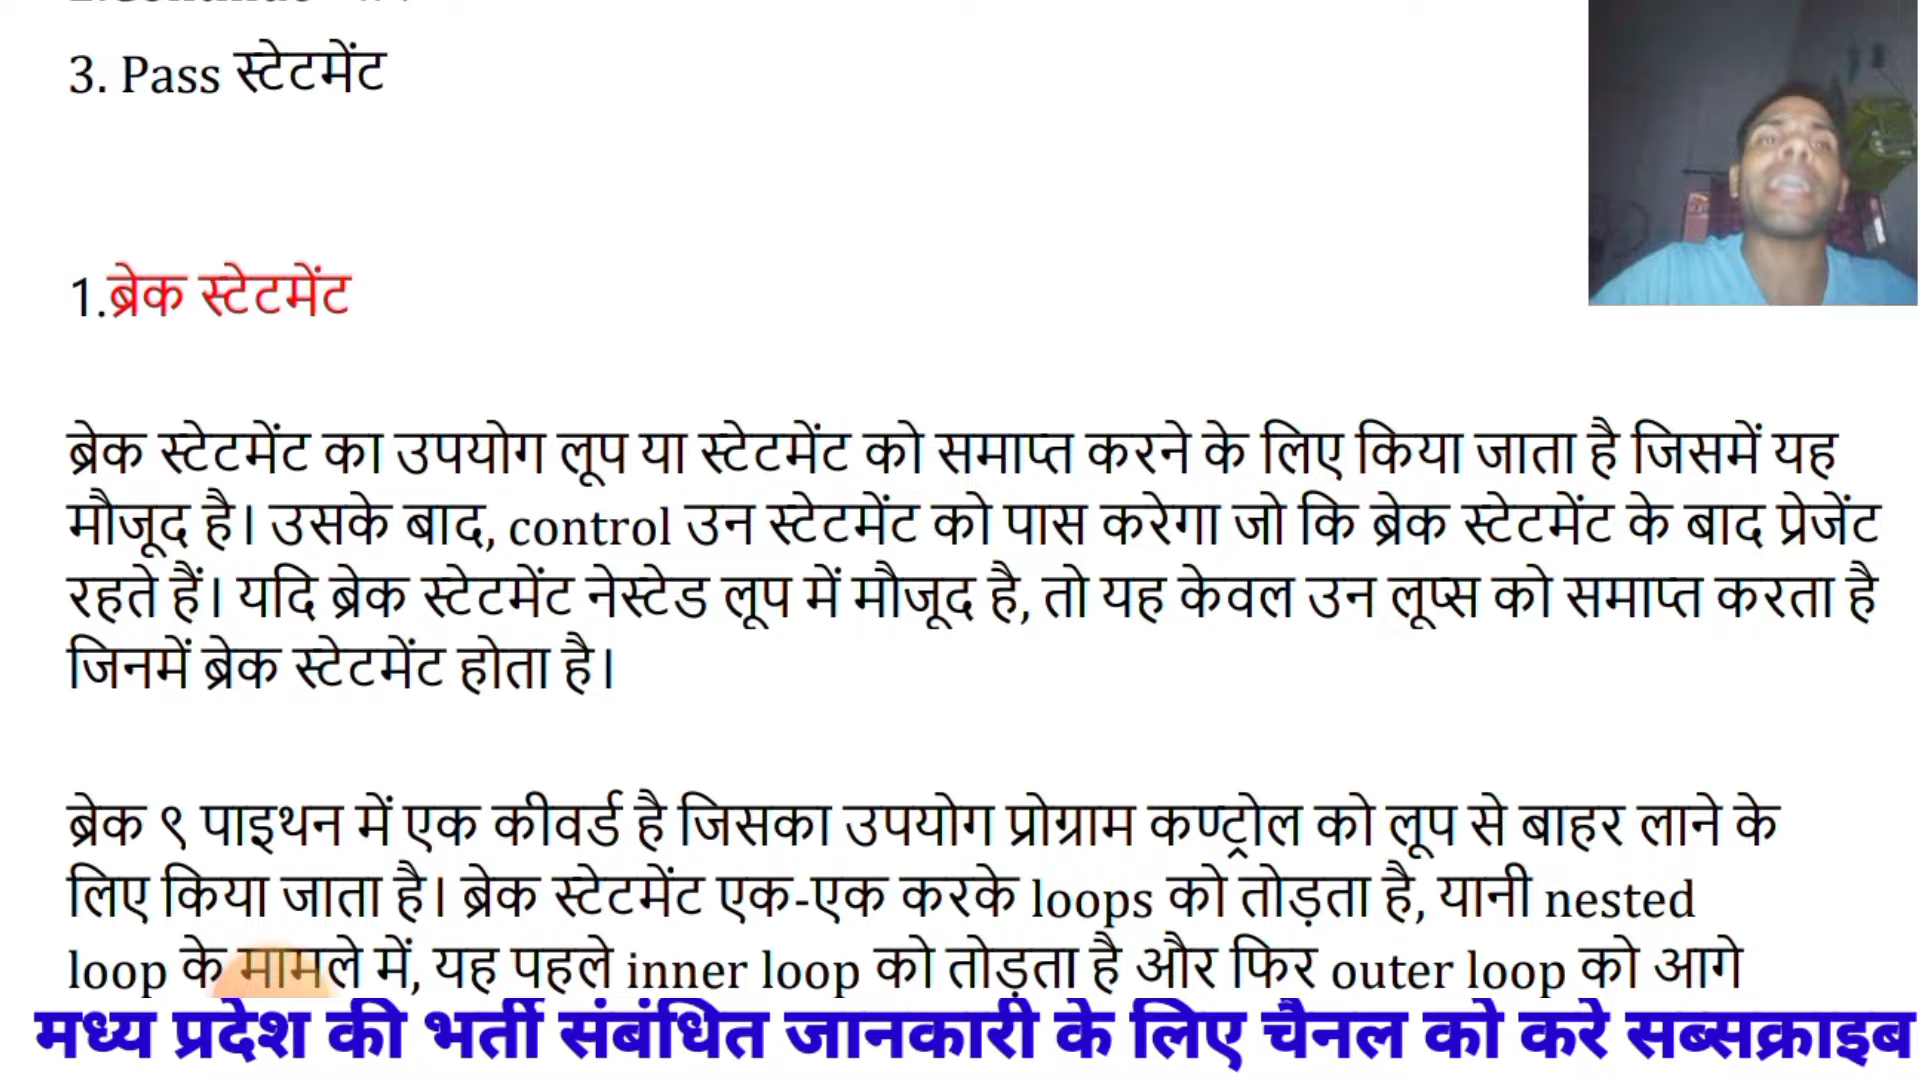 3. Pass स्टेटमेंट
1.ब्रेक स्टेटमेंट
ब्रेक स्टेटमेंट का उपयोग लूप या स्टेटमेंट को समाप्त करने के लिए किया जाता है जिसमें यह
मौजूद है। उसके बाद, control उन स्टेटमेंट को पास करेगा जो कि ब्रेक स्टेटमेंट के बाद प्रेजेंट
रहते हैं। यदि ब्रेक स्टेटमेंट नेस्टेड लूप में मौजूद है, तो यह केवल उन लूप्स को समाप्त करता है
जिनमें ब्रेक स्टेटमेंट होता है।
ब्रेक ९ पाइथन में एक कीवर्ड है जिसका उपयोग प्रोग्राम कण्ट्रोल को लूप से बाहर लाने के
लिए किया जाता है। ब्रेक स्टेटमेंट एक-एक करके loops को तोड़ता है, यानी nested
loop के मामले में, यह पहले inner loop को तोड़ता है और फिर outer loop को आगे
मध्य प्रदेश की भर्ती संबंधित जानकारी के लिए चैनल को करे सब्सक्राइब